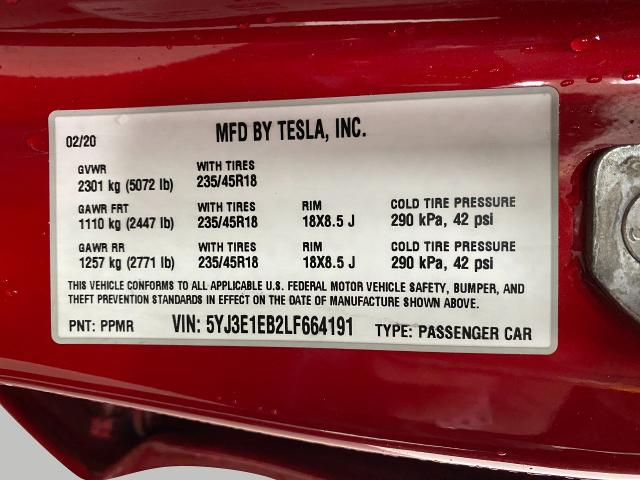 02/20 MFD BY TESLA, INC.
GVWR WITH TIRES
2301 kg (5072 lb) 235/45R18
GAWR FRT WITH TIRES RIM COLD TIRE PRESSURE
1110 kg (2447 lb) 235/45R18 18X8.5 J 290 kPa, 42 psi
GAWR RR WITH TIRES RIM COLD TIRE PRESSURE
1257 kg (2771 lb) 235/45R18 18X8.5 J 290 kPa, 42 psi
THIS VEHICLE CONFORMS TO ALL APPLICABLE U.S. FEDERAL MOTOR VEHICLE SAFETY, BUMPER, AND
THEFT PREVENTION STANDARDS IN EFFECT ON THE DATE OF MANUFACTURE SHOWN ABOVE.
PNT: PPMR VIN: 5YJ3E1EB2LF664191 TYPE: PASSENGER CAR